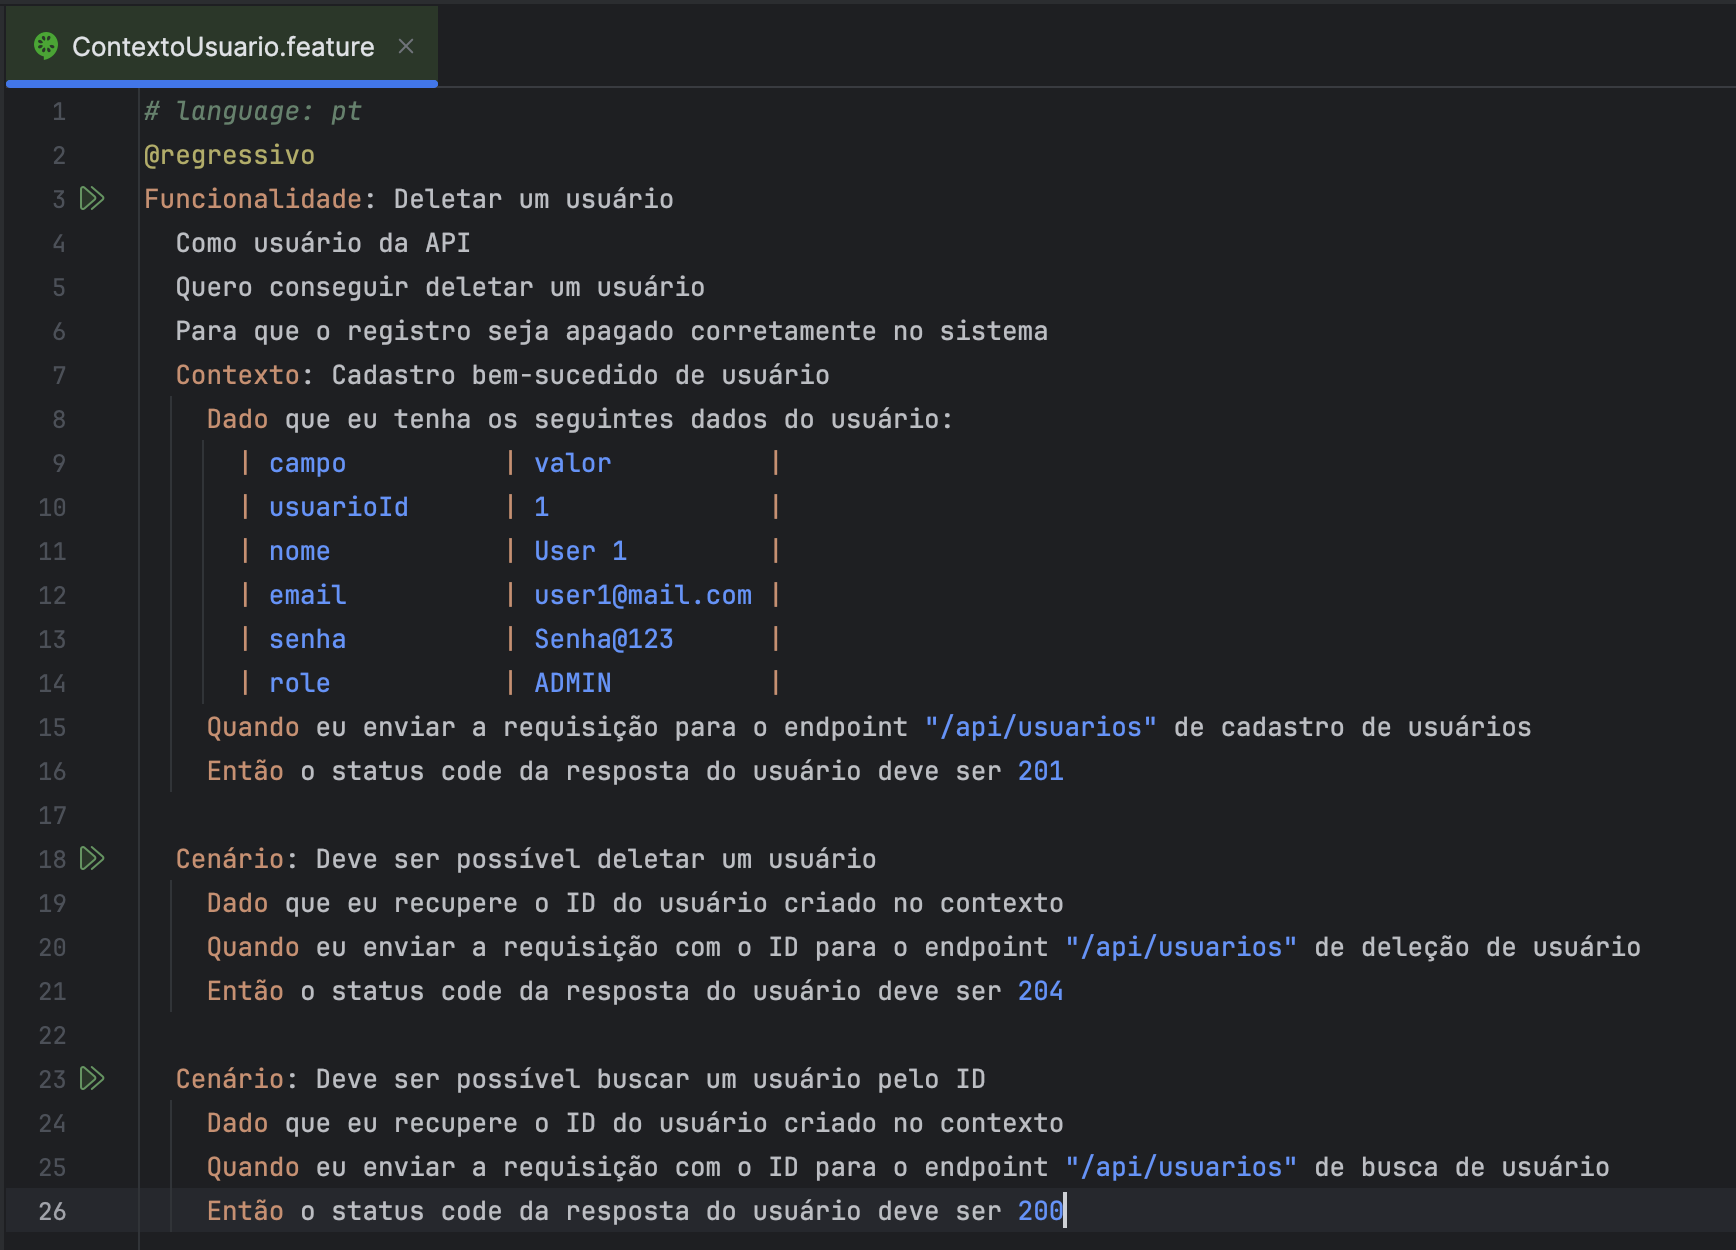 ContextoUsuario.feature ×
1 # language: pt
2 @regressivo
3 Funcionalidade: Deletar um usuário
4 Como usuário da API
5 Quero conseguir deletar um usuário
6 Para que o registro seja apagado corretamente no sistema
7 Contexto: Cadastro bem-sucedido de usuário
8 Dado que eu tenha os seguintes dados do usuário:
9 | campo | valor |
10 | usuarioId | 1 |
11 | nome | User 1 |
12 | email | user1@mail.com |
13 | senha | Senha@123 |
14 | role | ADMIN |
15 Quando eu enviar a requisição para o endpoint "/api/usuarios" de cadastro de usuários
16 Então o status code da resposta do usuário deve ser 201
17
18 Cenário: Deve ser possível deletar um usuário
19 Dado que eu recupere o ID do usuário criado no contexto
20 Quando eu enviar a requisição com o ID para o endpoint "/api/usuarios" de deleção de usuário
21 Então o status code da resposta do usuário deve ser 204
22
23 Cenário: Deve ser possível buscar um usuário pelo ID
24 Dado que eu recupere o ID do usuário criado no contexto
25 Quando eu enviar a requisição com o ID para o endpoint "/api/usuarios" de busca de usuário
26 Então o status code da resposta do usuário deve ser 200